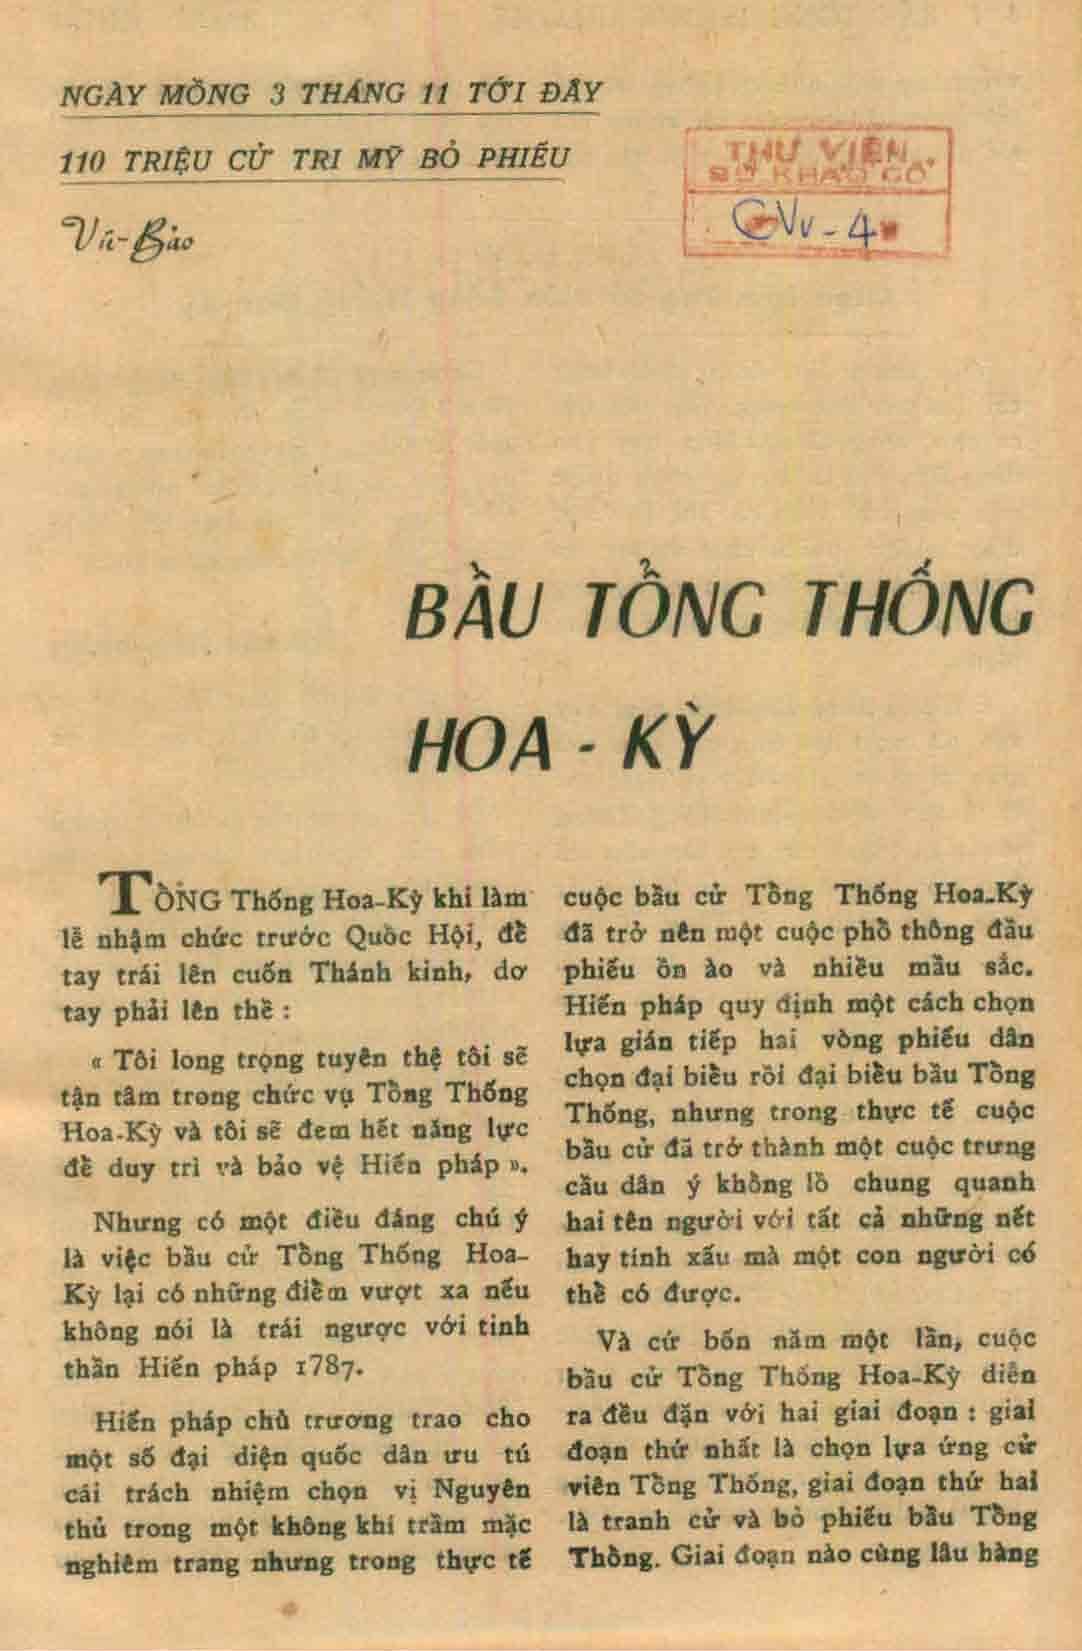 NGÀY MỒNG 3 THÁNG 11 TỚI ĐÂY
110 TRIỆU CỬ TRI MỸ BỎ PHIẾU
Vũ-Bảo
THƯ VIỆN
SỞ KHẢO CỔ
CVv - 4
BẦU TỔNG THỐNG
HOA - KỲ
TỔNG Thống Hoa-Kỳ khi làm
lễ nhậm chức trước Quốc Hội, để
tay trái lên cuốn Thánh kinh, dơ
tay phải lên thề :
« Tôi long trọng tuyên thệ tôi sẽ
tận tâm trong chức vụ Tổng Thống
Hoa-Kỳ và tôi sẽ đem hết năng lực
để duy trì và bảo vệ Hiến pháp ».
Nhưng có một điều đáng chú ý
là việc bầu cử Tổng Thống Hoa-
Kỳ lại có những điểm vượt xa nếu
không nói là trái ngược với tinh
thần Hiến pháp 1787.
Hiến pháp chủ trương trao cho
một số đại diện quốc dân ưu tú
cái trách nhiệm chọn vị Nguyên
thủ trong một không khí trầm mặc
nghiêm trang nhưng trong thực tế
cuộc bầu cử Tổng Thống Hoa-Kỳ
đã trở nên một cuộc phổ thông đầu
phiếu ồn ào và nhiều mầu sắc.
Hiến pháp quy định một cách chọn
lựa gián tiếp hai vòng phiếu dân
chọn đại biểu rồi đại biểu bầu Tổng
Thống, nhưng trong thực tế cuộc
bầu cử đã trở thành một cuộc trưng
cầu dân ý khổng lồ chung quanh
hai tên người với tất cả những nết
hay tính xấu mà một con người có
thể có được.
Và cứ bốn năm một lần, cuộc
bầu cử Tổng Thống Hoa-Kỳ diễn
ra đều đặn với hai giai đoạn : giai
đoạn thứ nhất là chọn lựa ứng cử
viên Tổng Thống, giai đoạn thứ hai
là tranh cử và bỏ phiếu bầu Tổng
Thống. Giai đoạn nào cùng lâu hàng